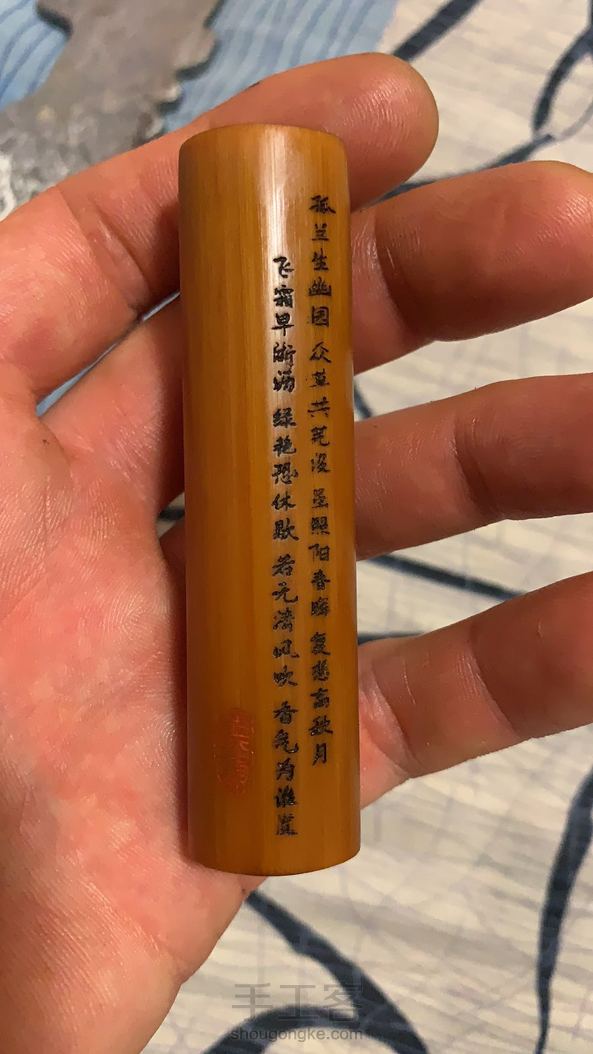 孤兰生幽园 众草共芜没 虽照阳春晖 复悲高秋月
飞霜早淅沥 绿艳恐休歇 若无清风吹 香气为谁发
手工客
shougongke.com